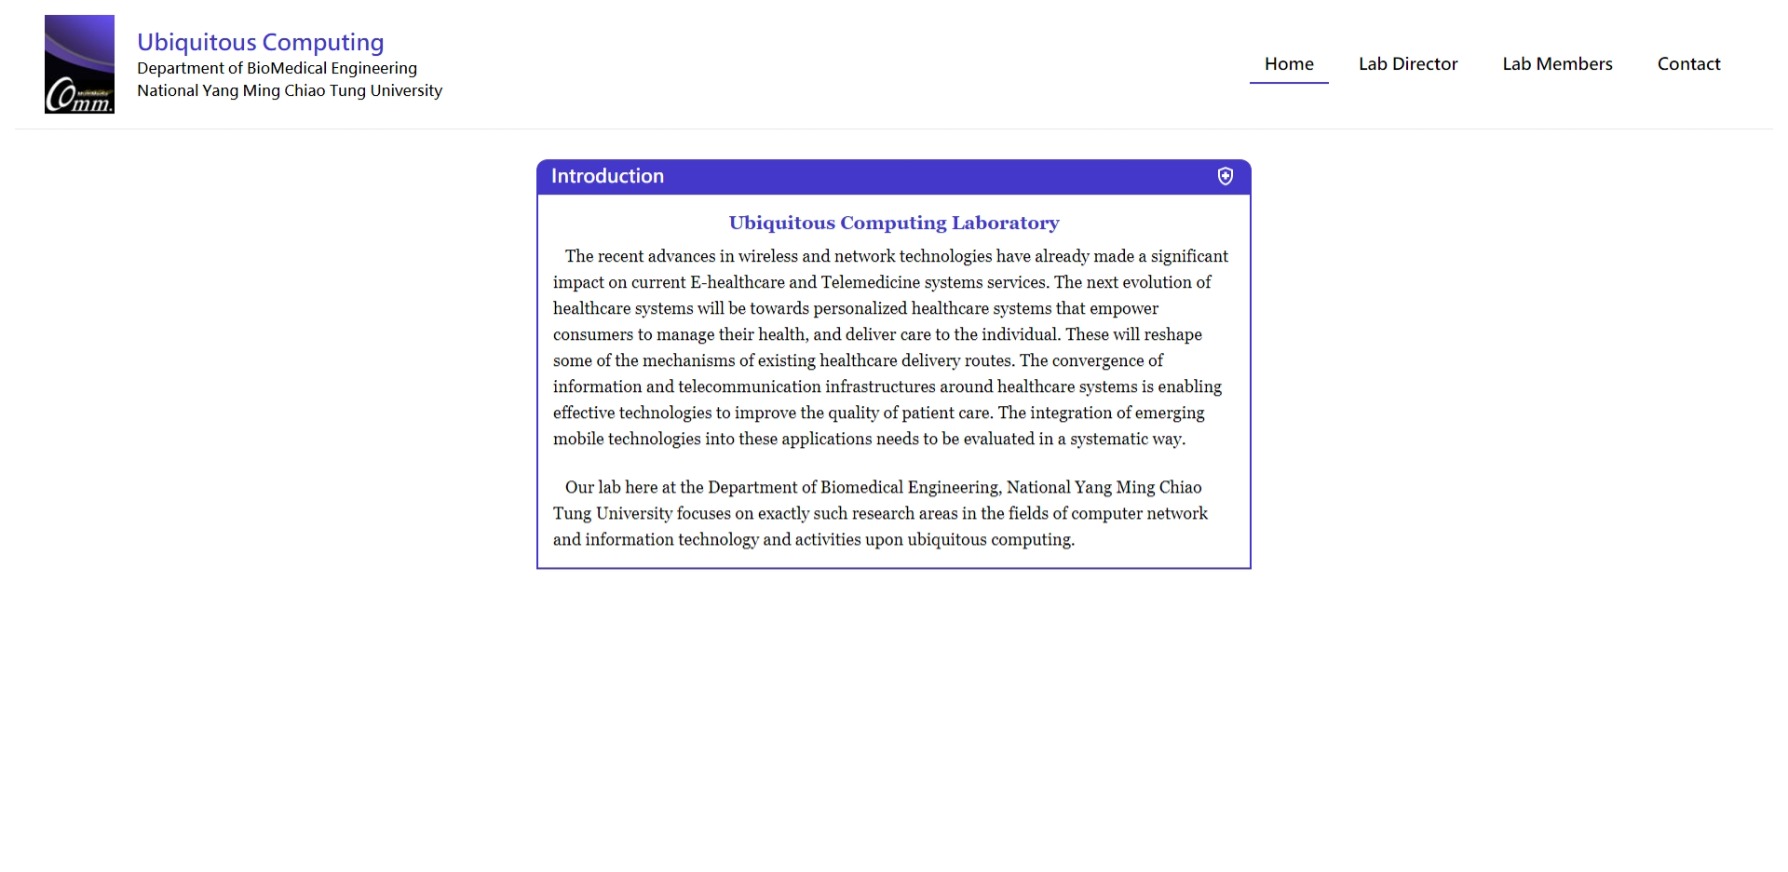 Comm.
Ubiquitous Computing
Department of BioMedical Engineering
National Yang Ming Chiao Tung University
Home
Lab Director
Lab Members
Contact
Introduction
Ubiquitous Computing Laboratory
The recent advances in wireless and network technologies have already made a significant
impact on current E-healthcare and Telemedicine systems services. The next evolution of
healthcare systems will be towards personalized healthcare systems that empower
consumers to manage their health, and deliver care to the individual. These will reshape
some of the mechanisms of existing healthcare delivery routes. The convergence of
information and telecommunication infrastructures around healthcare systems is enabling
effective technologies to improve the quality of patient care. The integration of emerging
mobile technologies into these applications needs to be evaluated in a systematic way.
Our lab here at the Department of Biomedical Engineering, National Yang Ming Chiao
Tung University focuses on exactly such research areas in the fields of computer network
and information technology and activities upon ubiquitous computing.